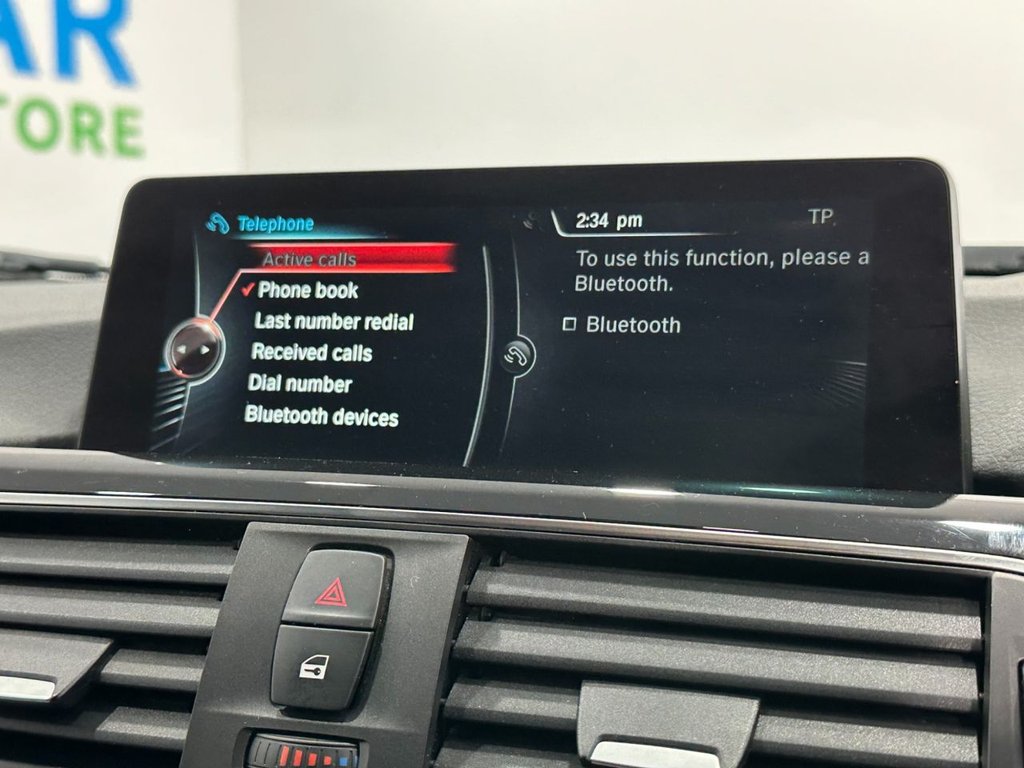 AR
TORE
Telephone
Active calls
Phone book
Last number redial
Received calls
Dial number
Bluetooth devices
2:34 pm
TP
To use this function, please a
Bluetooth.
Bluetooth